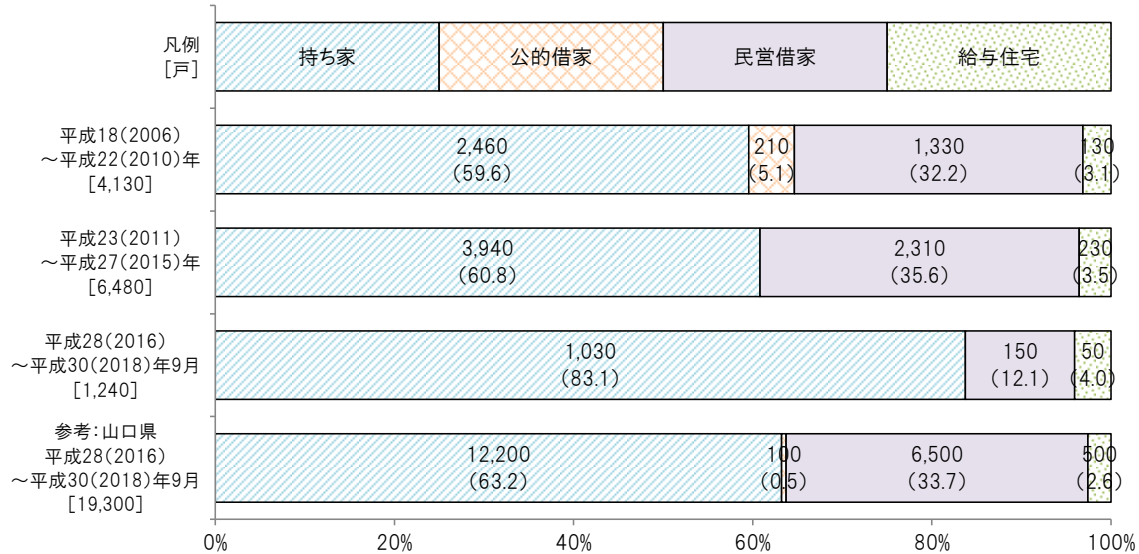 凡例
[戸]
持ち家
公的借家
民営借家
給与住宅
平成18(2006)
～平成22(2010)年
[4,130]
2,460
(59.6)
210
(5.1)
1,330
(32.2)
130
(3.1)
平成23(2011)
～平成27(2015)年
[6,480]
3,940
(60.8)
2,310
(35.6)
230
(3.5)
平成28(2016)
～平成30(2018)年9月
[1,240]
1,030
(83.1)
150
(12.1)
50
(4.0)
参考：山口県
平成28(2016)
～平成30(2018)年9月
[19,300]
12,200
(63.2)
100
(0.5)
6,500
(33.7)
500
(2.6)
0%
20%
40%
60%
80%
100%